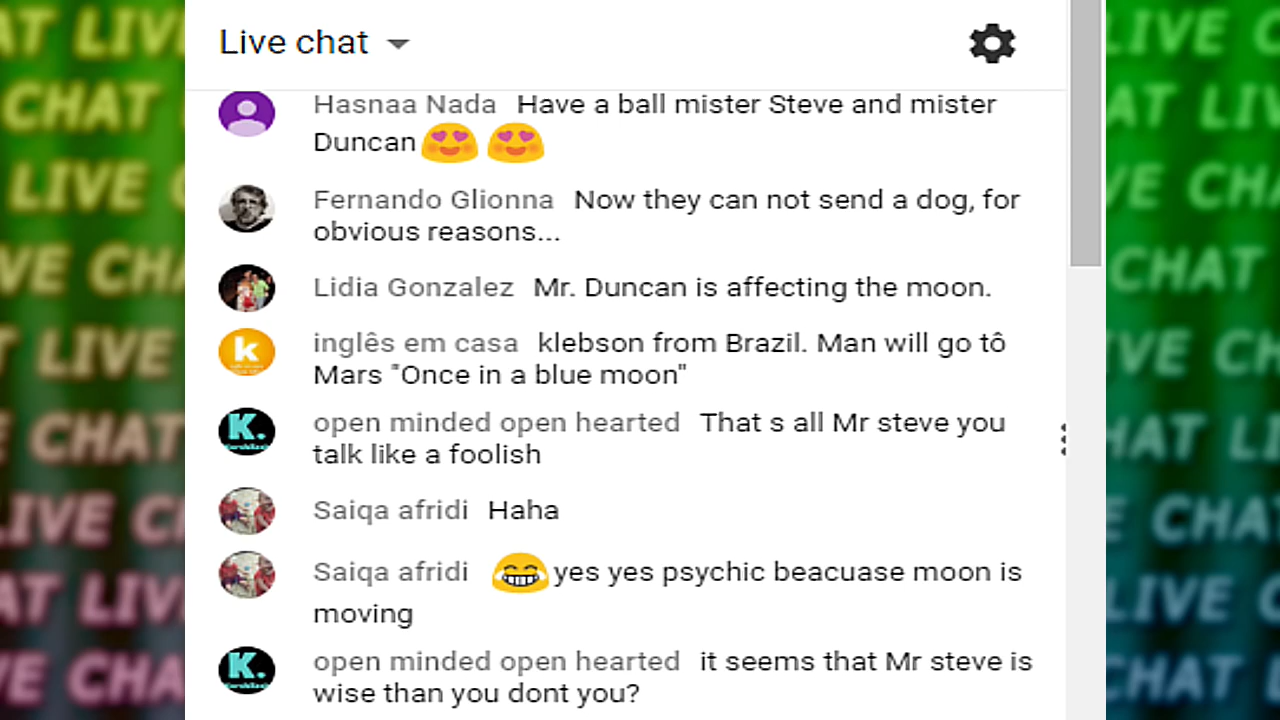 Live chat
Hasnaa Nada Have a ball mister Steve and mister
Duncan😍 😍
Fernando Glionna Now they can not send a dog, for
obvious reasons...
Lidia Gonzalez Mr. Duncan is affecting the moon.
inglês em casa klebson from Brazil. Man will go tô
Mars "Once in a blue moon"
open minded open hearted That s all Mr steve you
talk like a foolish
Saiqa afridi Haha
Saiqa afridi 😂yes yes psychic beacuase moon is
moving
open minded open hearted it seems that Mr steve is
wise than you dont you?